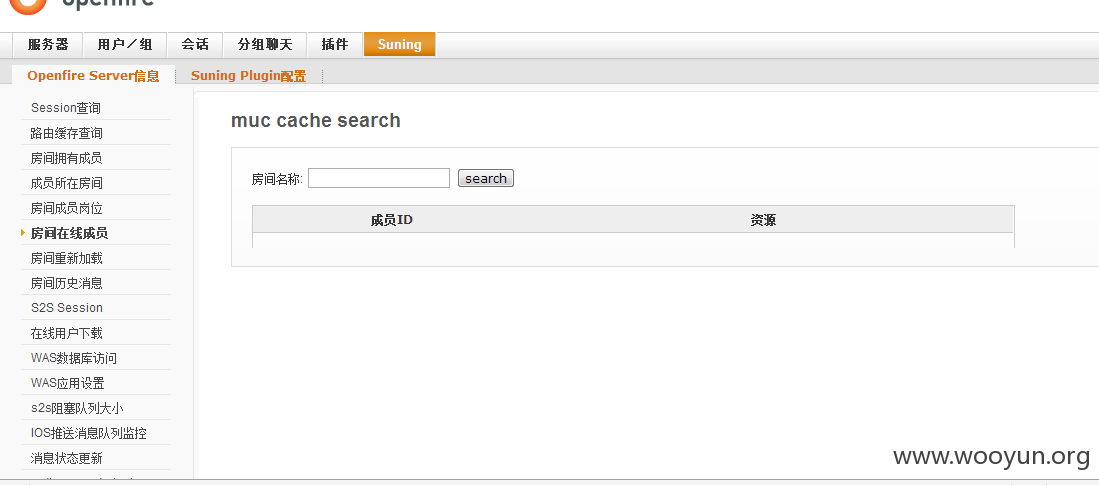 openfire
服务器 用户／组 会话 分组聊天 插件 Suning
Openfire Server信息 Suning Plugin配置
Session查询
路由缓存查询
房间拥有成员
成员所在房间
房间成员岗位
房间在线成员
房间重新加载
房间历史消息
S2S Session
在线用户下载
WAS数据库访问
WAS应用设置
s2s阻塞队列大小
IOS推送消息队列监控
消息状态更新
muc cache search
房间名称: search
成员ID 资源
www.wooyun.org